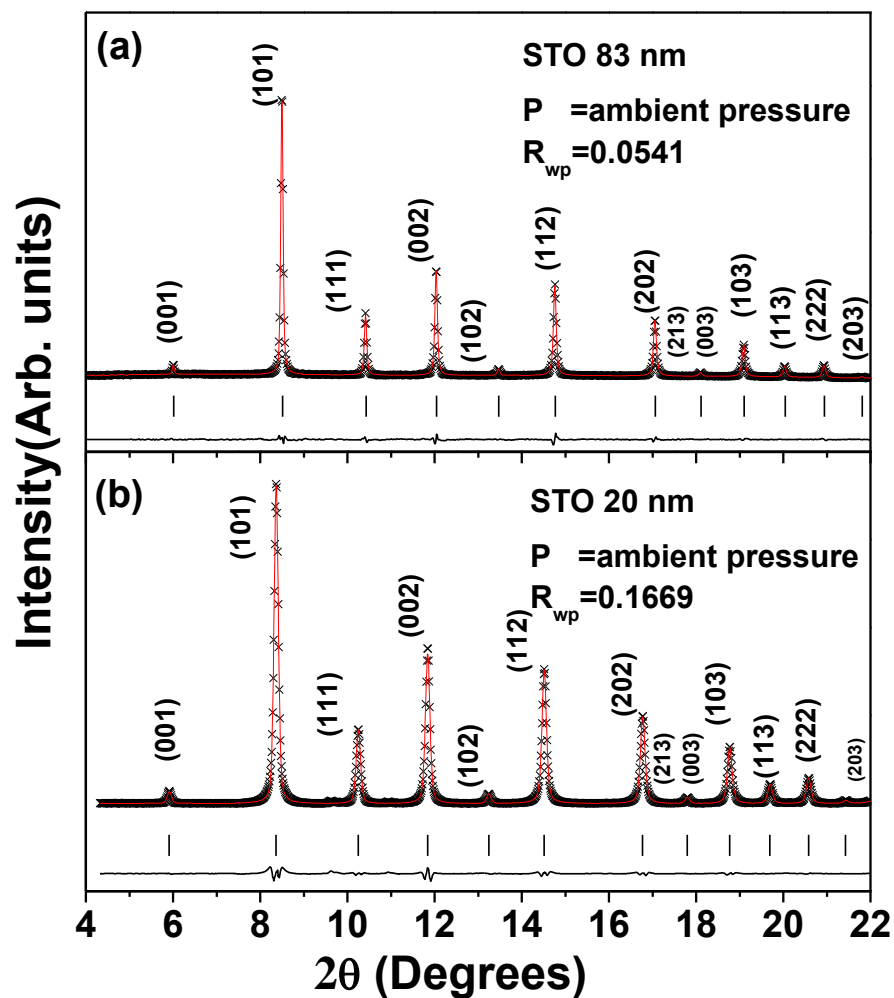 Intensity(Arb. units)
(a)
STO 83 nm
P =ambient pressure
R_wp=0.0541
(001)
(101)
(111)
(002)
(102)
(112)
(202)
(213)
(003)
(103)
(113)
(222)
(203)
(b)
STO 20 nm
P =ambient pressure
R_wp=0.1669
(001)
(101)
(111)
(002)
(102)
(112)
(202)
(213)
(003)
(103)
(113)
(222)
(203)
4 6 8 10 12 14 16 18 20 22
2θ (Degrees)